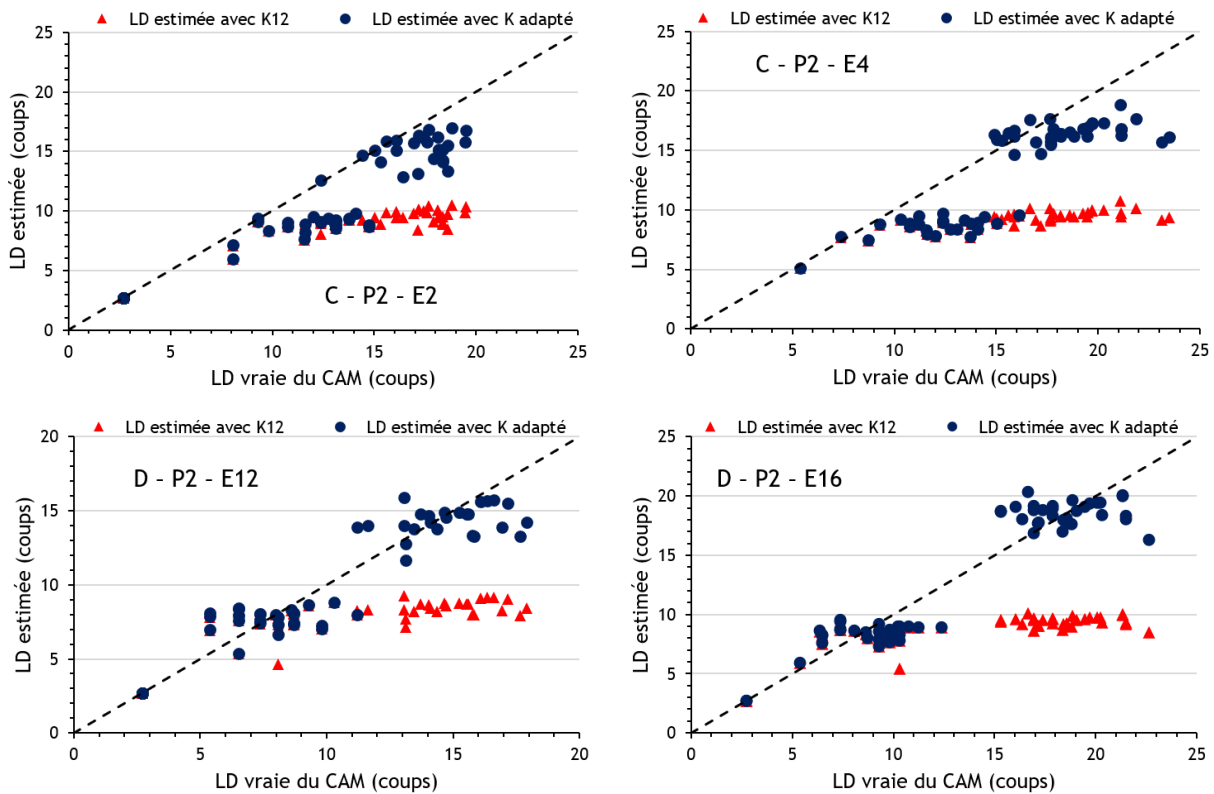 LD estimée avec K12 LD estimée avec K adapté
25
20
15
10
5
0
LD estimée (coups)
C - P2 - E2
0 5 10 15 20 25
LD vraie du CAM (coups)
LD estimée avec K12 LD estimée avec K adapté
25
20
15
10
5
0
LD estimée (coups)
C - P2 - E4
0 5 10 15 20 25
LD vraie du CAM (coups)
LD estimée avec K12 LD estimée avec K adapté
20
15
10
5
0
LD estimée (coups)
D - P2 - E12
0 5 10 15 20
LD vraie du CAM (coups)
LD estimée avec K12 LD estimée avec K adapté
25
20
15
10
5
0
LD estimée (coups)
D - P2 - E16
0 5 10 15 20 25
LD vraie du CAM (coups)